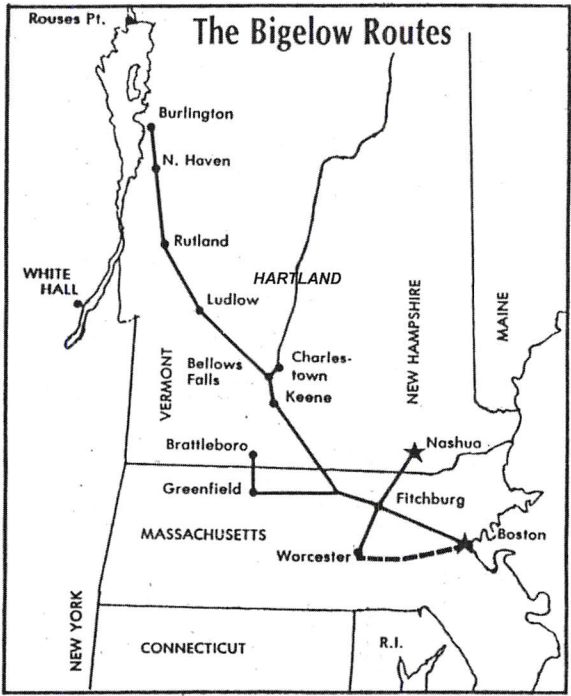 Rouses Pt.
The Bigelow Routes
Burlington
N. Haven
Rutland
WHITE
HALL
HARTLAND
Ludlow
NEW HAMPSHIRE
MAINE
VERMONT
Bellows
Falls
Charles-
town
Keene
Brattleboro
Nashua
Greenfield
Fitchburg
MASSACHUSETTS
Boston
Worcester
NEW YORK
CONNECTICUT
R.I.